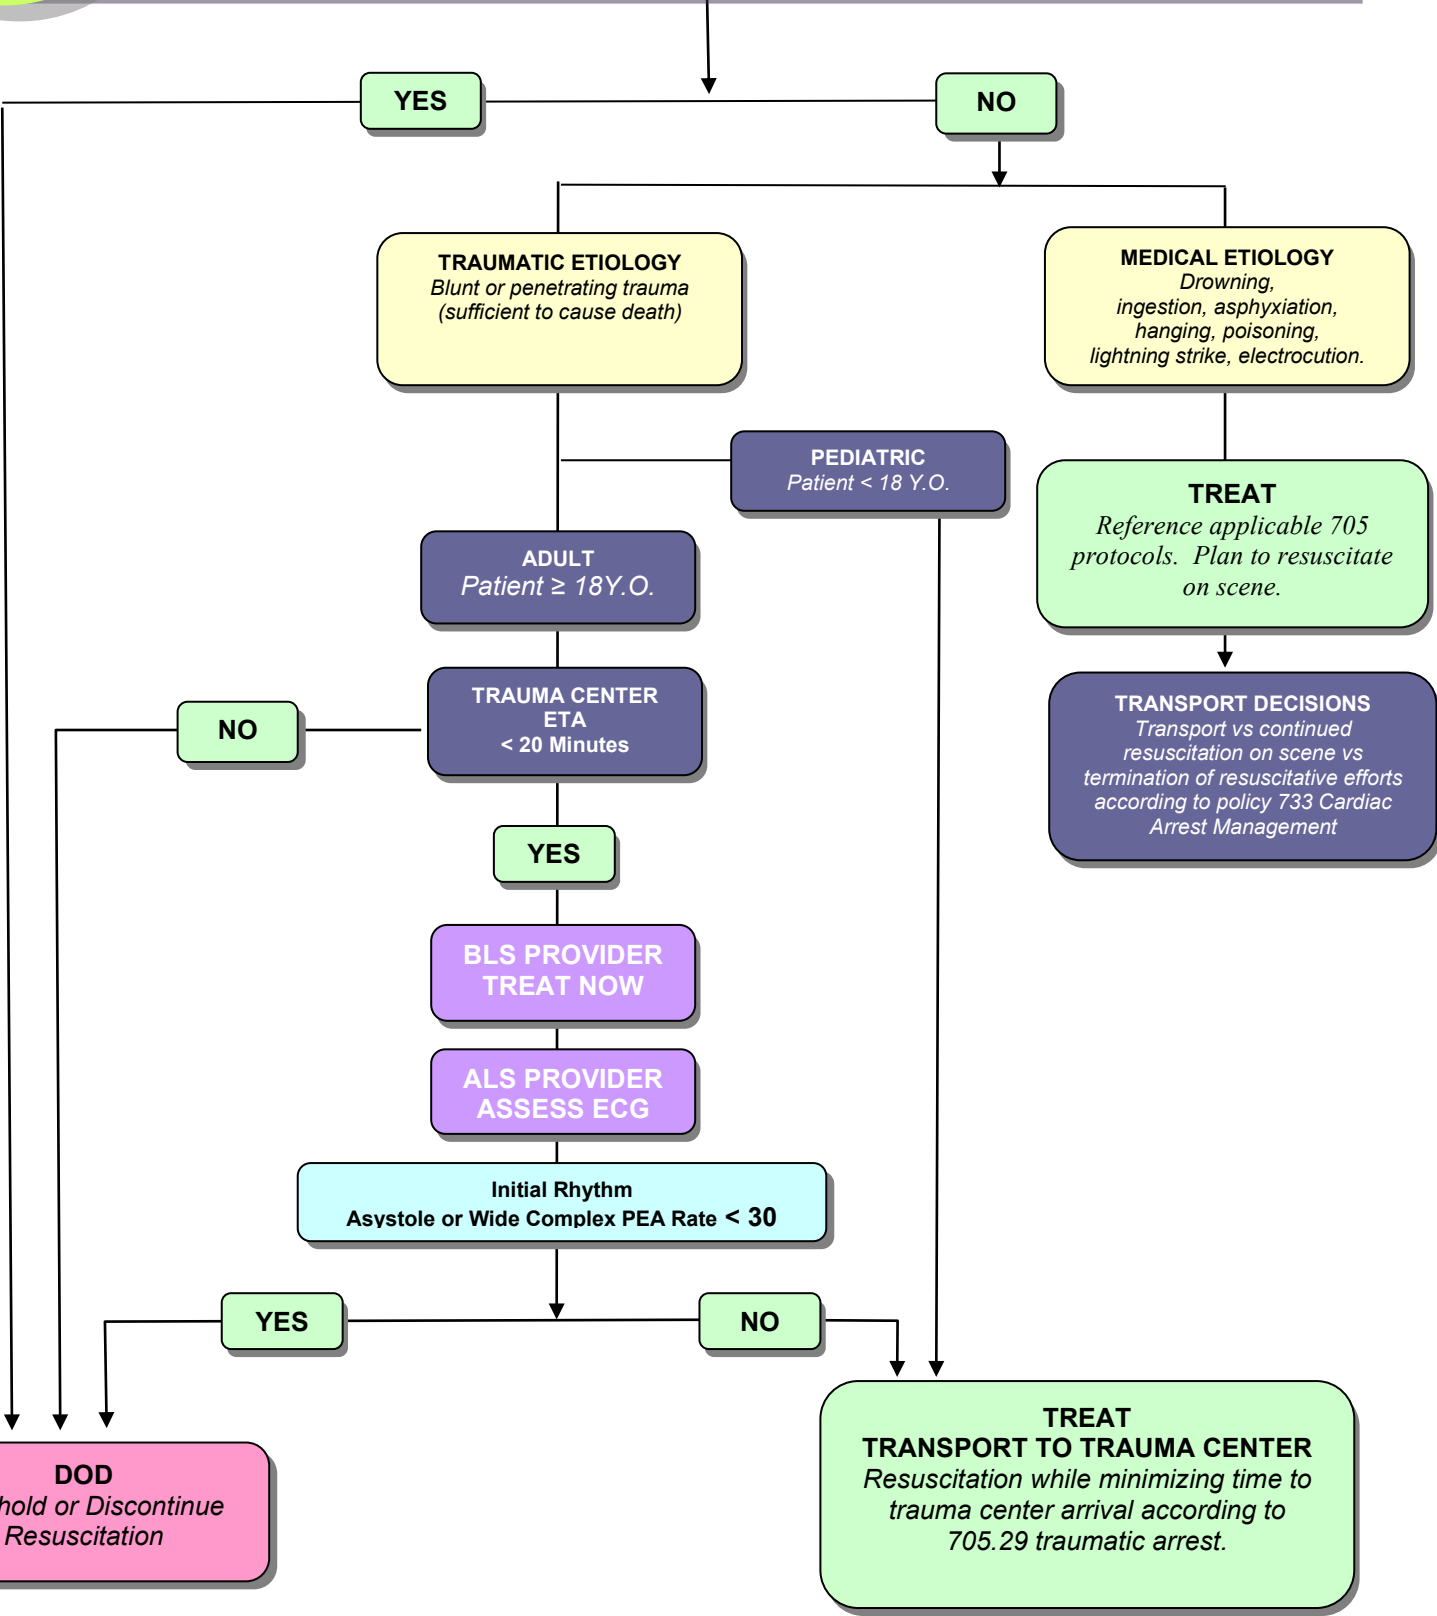 YES
NO
TRAUMATIC ETIOLOGY
Blunt or penetrating trauma
(sufficient to cause death)
MEDICAL ETIOLOGY
Drowning,
ingestion, asphyxiation,
hanging, poisoning,
lightning strike, electrocution.
PEDIATRIC
Patient < 18 Y.O.
TREAT
Reference applicable 705
protocols. Plan to resuscitate
on scene.
ADULT
Patient ≥ 18Y.O.
TRAUMA CENTER
ETA
< 20 Minutes
NO
TRANSPORT DECISIONS
Transport vs continued
resuscitation on scene vs
termination of resuscitative efforts
according to policy 733 Cardiac
Arrest Management
YES
BLS PROVIDER
TREAT NOW
ALS PROVIDER
ASSESS ECG
Initial Rhythm
Asystole or Wide Complex PEA Rate < 30
YES
NO
DOD
hold or Discontinue
Resuscitation
TREAT
TRANSPORT TO TRAUMA CENTER
Resuscitation while minimizing time to
trauma center arrival according to
705.29 traumatic arrest.